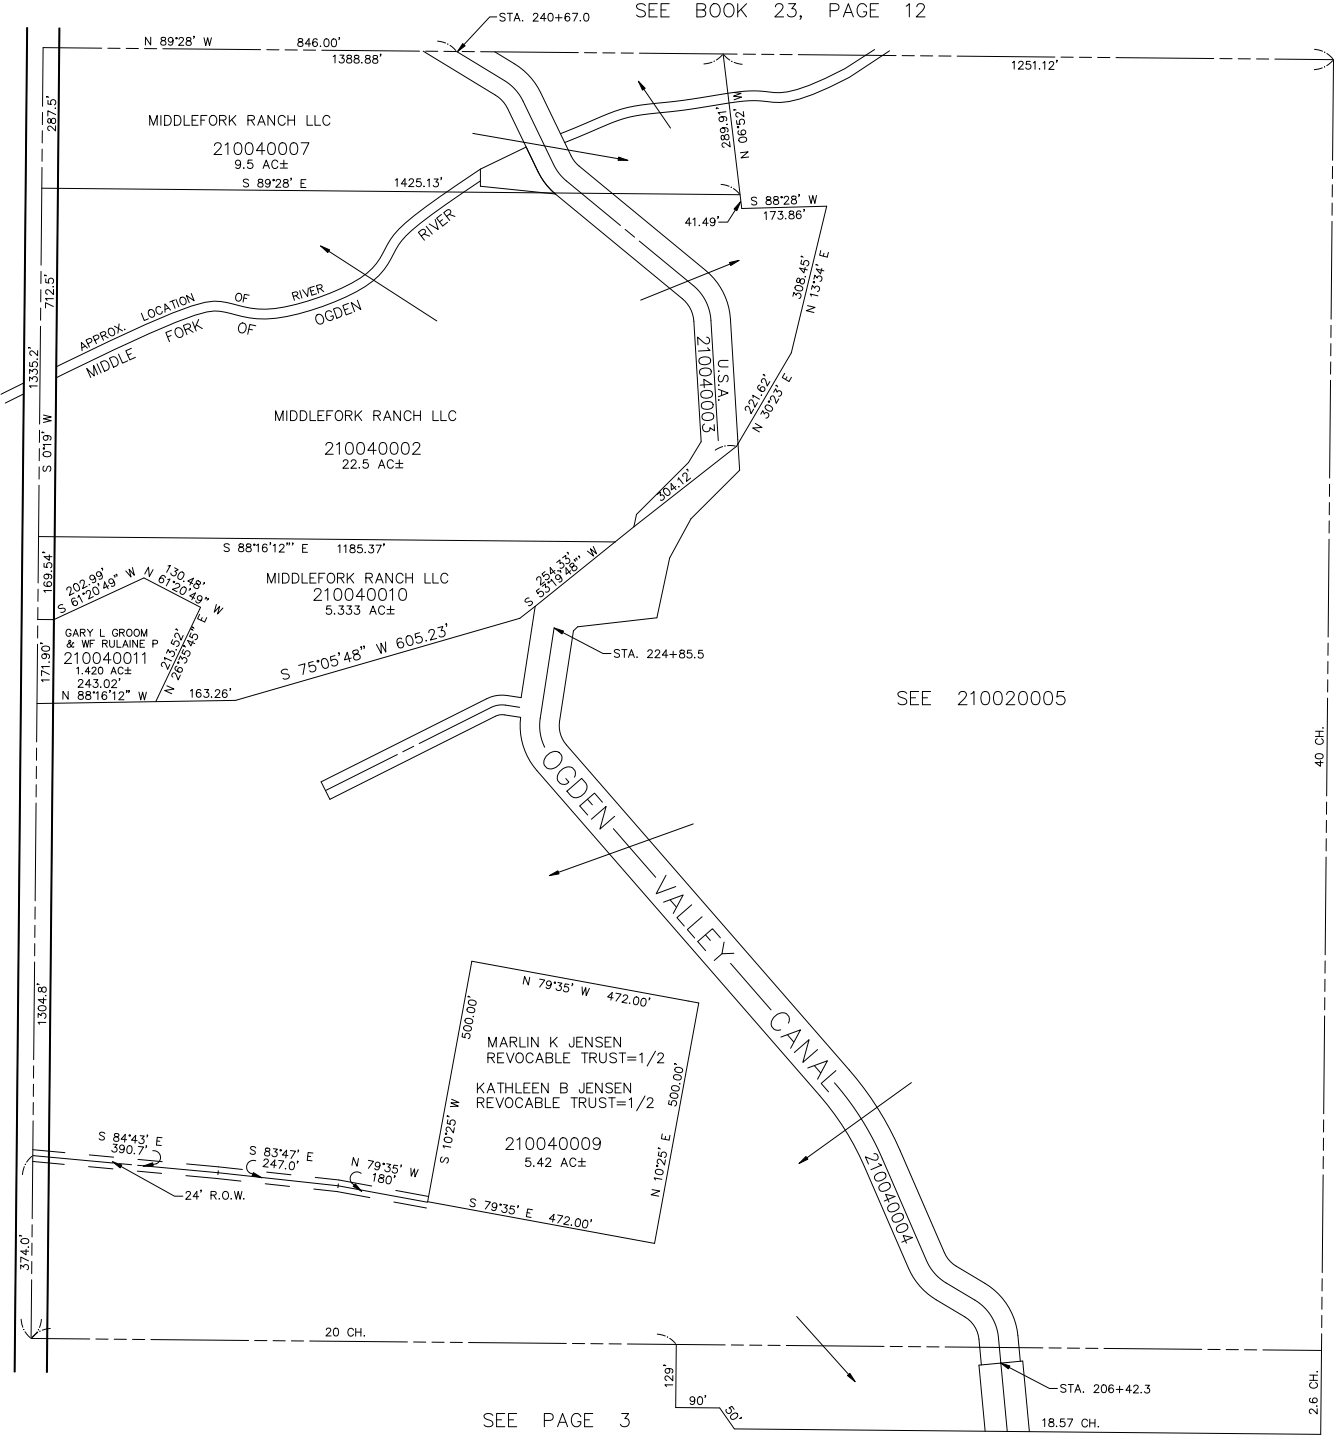 SEE BOOK 23, PAGE 12
STA. 240+67.0
N 89°28' W
846.00'
1388.88'
1251.12'
287.5'
MIDDLEFORK RANCH LLC
210040007
9.5 AC±
289.91'
N 06°52' W
S 89°28' E
1425.13'
S 88°28' W
173.86'
41.49'
RIVER
308.45'
N 13°34' E
712.5'
APPROX. LOCATION OF RIVER
MIDDLE FORK OF OGDEN
1335.2'
S 0°19' W
U.S.A.
210040003
221.62'
N 30°23' E
MIDDLEFORK RANCH LLC
210040002
22.5 AC±
304.12'
S 88°16'12"' E
1185.37'
169.54'
202.99'
S 61°20'49" W
130.48'
N 61°20'49" W
MIDDLEFORK RANCH LLC
210040010
5.333 AC±
254.33'
S 53°19'48"' W
GARY L GROOM
& WF RULAINE P
210040011
1.420 AC±
243.02'
N 88°16'12" W
171.90'
213.52'
N 26°35'45" E
163.26'
S 75°05'48" W 605.23'
STA. 224+85.5
SEE 210020005
40 CH.
OGDEN VALLEY CANAL
1304.8'
N 79°35' W
472.00'
500.00'
S 10°25' W
MARLIN K JENSEN
REVOCABLE TRUST=1/2
KATHLEEN B JENSEN
REVOCABLE TRUST=1/2
210040009
5.42 AC±
500.00'
N 10°25' E
S 84°43' E
390.7'
S 83°47' E
247.0'
N 79°35' W
180'
24' R.O.W.
S 79°35' E
472.00'
210040004
374.0'
20 CH.
129'
90'
50'
STA. 206+42.3
18.57 CH.
2.6 CH.
SEE PAGE 3